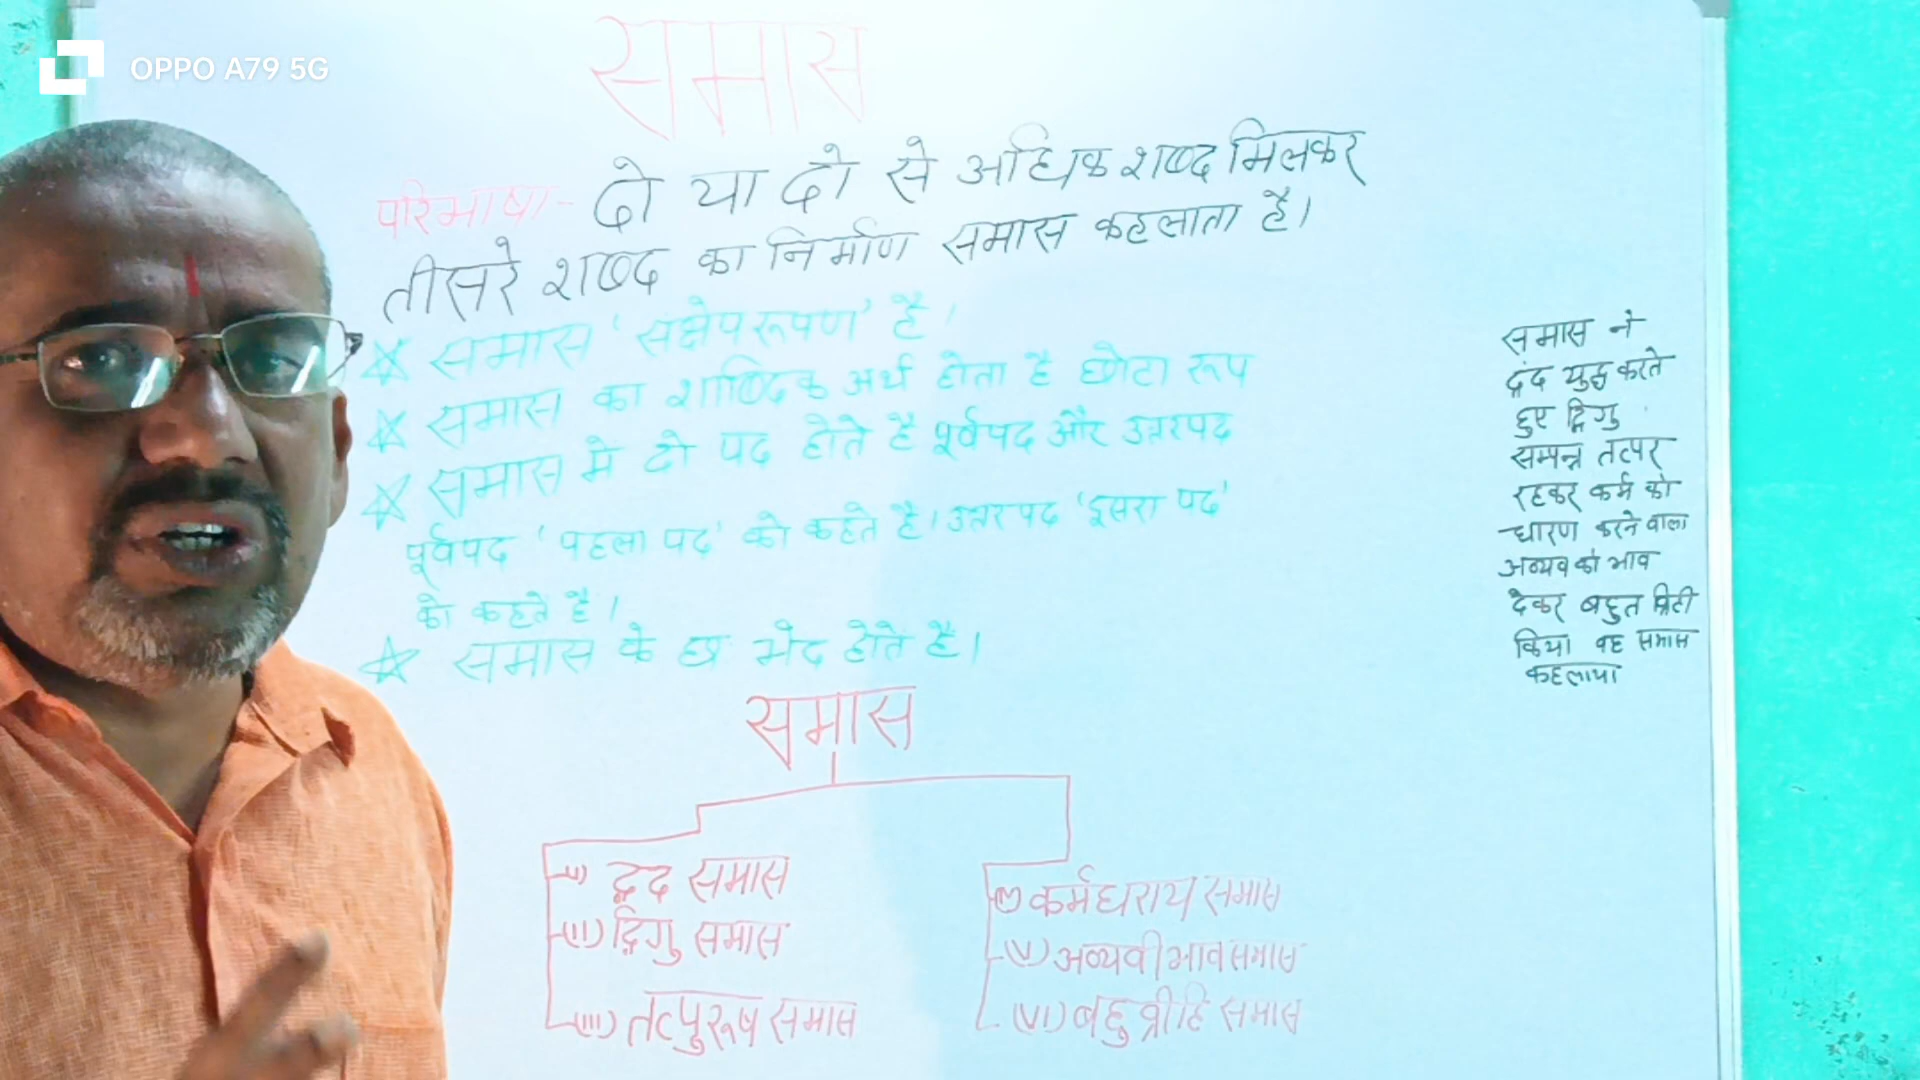 OPPO A79 5G
समास
परिभाषा- दो या दो से अधिक शब्द मिलकर
तीसरे शब्द का निर्माण समास कहलाता है।
समास 'सक्षेपरूपण' है।
समास का शाब्दिक अर्थ होता है छोटा रूप
समास मे दो पद होते है पूर्वपद और उत्तरपद
पूर्वपद 'पहला पद' को कहते है। उत्तरपद 'दूसरा पद'
को कहते है।
समास के छः भेद होते है।
समास
(i) द्वंद समास
(ii) द्विगु समास
(iii) तत्पुरूष समास
(iv) कर्मधराय समास
(v) अव्यवीभाव समास
(vi) बहुव्रीहि समास
समास ने
द्वंद युद्ध करते
हुए द्विगु
सम्पन्न तत्पर
रहकर कर्म को
धारण करने वाला
अव्यव को भाव
देकर बहुत
किया वह समास
कहलाया